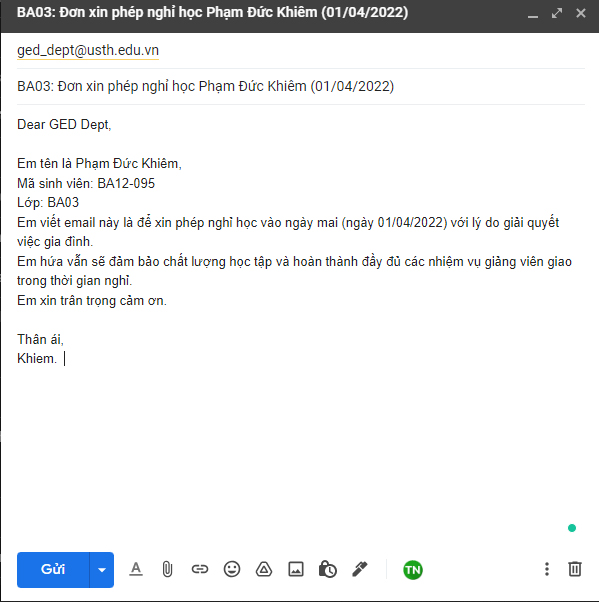 BA03: Đơn xin phép nghỉ học Phạm Đức Khiêm (01/04/2022)
ged_dept@usth.edu.vn
BA03: Đơn xin phép nghỉ học Phạm Đức Khiêm (01/04/2022)
Dear GED Dept,
Em tên là Phạm Đức Khiêm,
Mã sinh viên: BA12-095
Lớp: BA03
Em viết email này là để xin phép nghỉ học vào ngày mai (ngày 01/04/2022) với lý do giải quyết
việc gia đình.
Em hứa vẫn sẽ đảm bảo chất lượng học tập và hoàn thành đầy đủ các nhiệm vụ giảng viên giao
trong thời gian nghỉ.
Em xin trân trọng cảm ơn.
Thân ái,
Khiem.
Gửi
A
TN